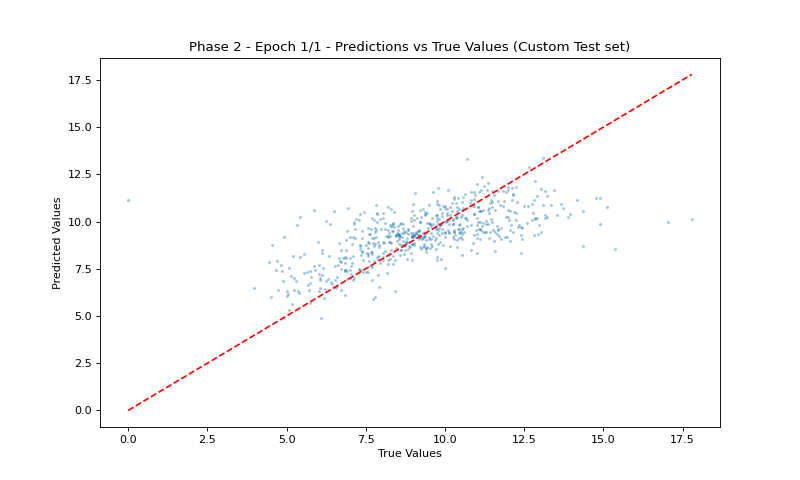 Phase 2 - Epoch 1/1 - Predictions vs True Values (Custom Test set)
Predicted Values
17.5
15.0
12.5
10.0
7.5
5.0
2.5
0.0
0.0 2.5 5.0 7.5 10.0 12.5 15.0 17.5
True Values